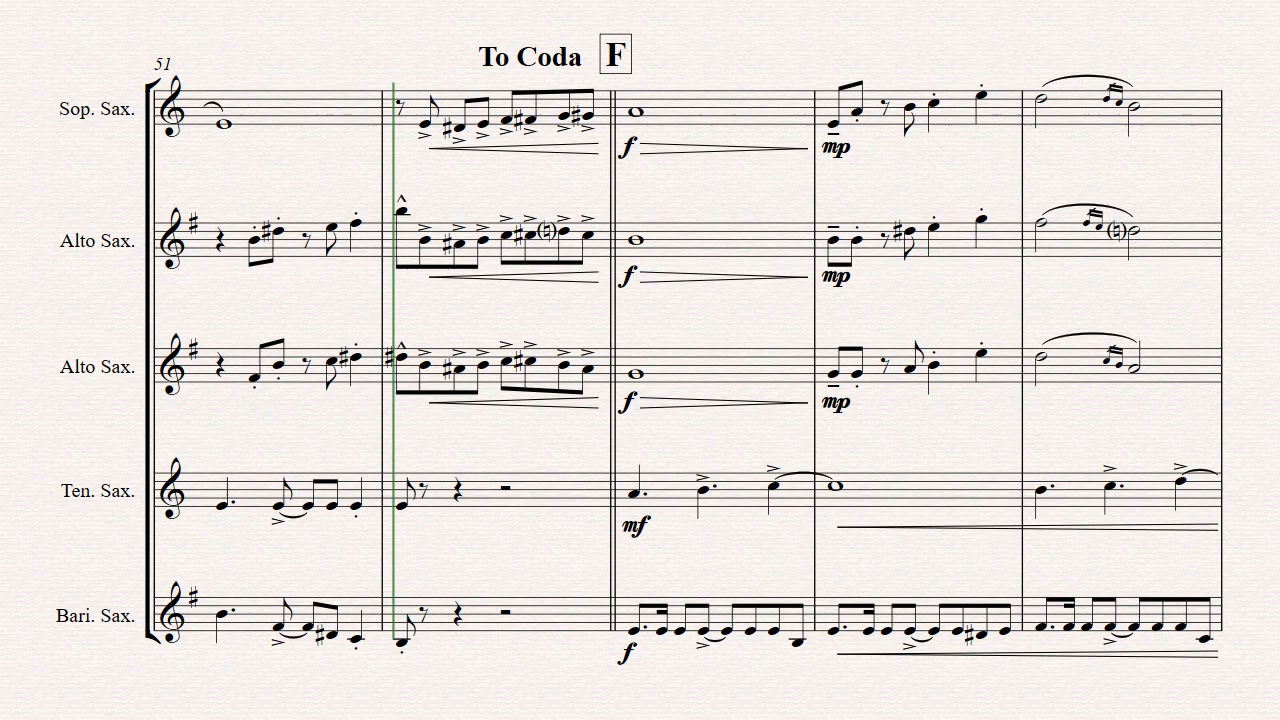 To Coda F
51
Sop. Sax.
f
mp
Alto Sax.
f
mp
Alto Sax.
f
mp
Ten. Sax.
mf
Bari. Sax.
f